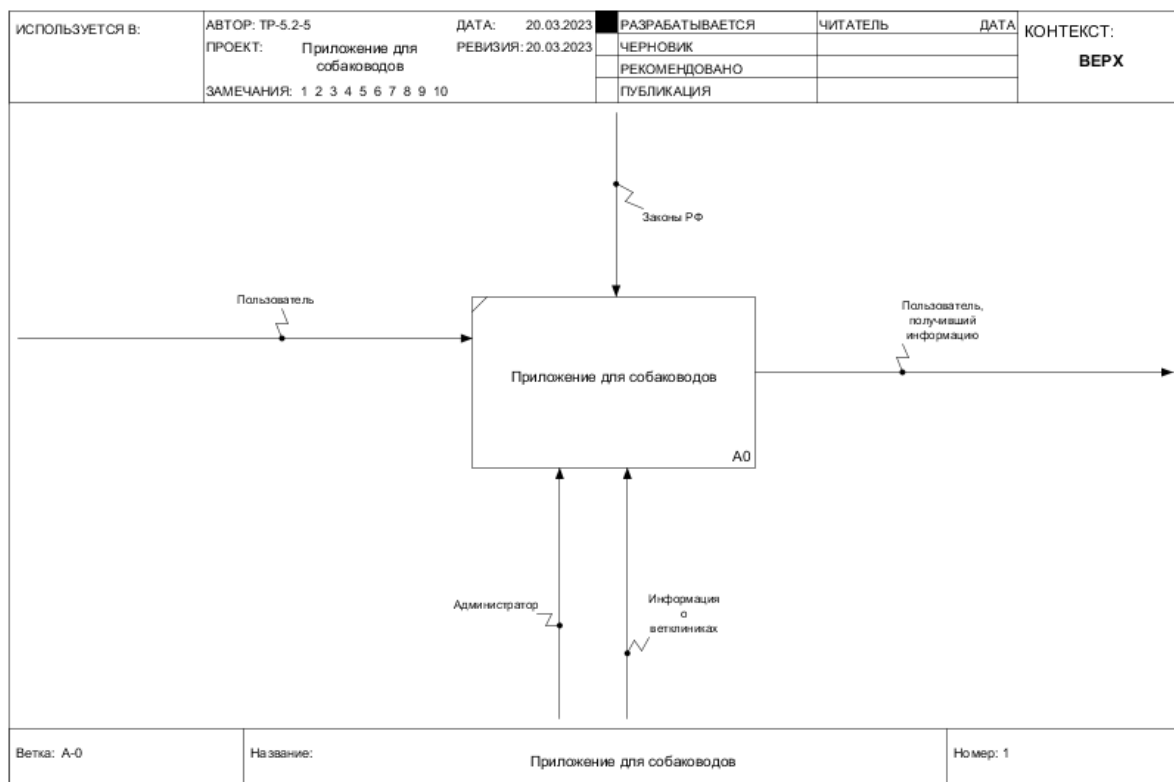 ИСПОЛЬЗУЕТСЯ В:
АВТОР: ТР-5.2-5
ДАТА: 20.03.2023
ПРОЕКТ: Приложение для
собаководов
РЕВИЗИЯ: 20.03.2023
ЗАМЕЧАНИЯ: 1 2 3 4 5 6 7 8 9 10
РАЗРАБАТЫВАЕТСЯ
ЧЕРНОВИК
РЕКОМЕНДОВАНО
ПУБЛИКАЦИЯ
ЧИТАТЕЛЬ ДАТА
КОНТЕКСТ:
ВЕРХ
Законы РФ
Пользователь
Пользователь,
получивший
информацию
Приложение для собаководов
A0
Администратор
Информация
о
ветклиниках
Ветка: A-0
Название:
Приложение для собаководов
Номер: 1